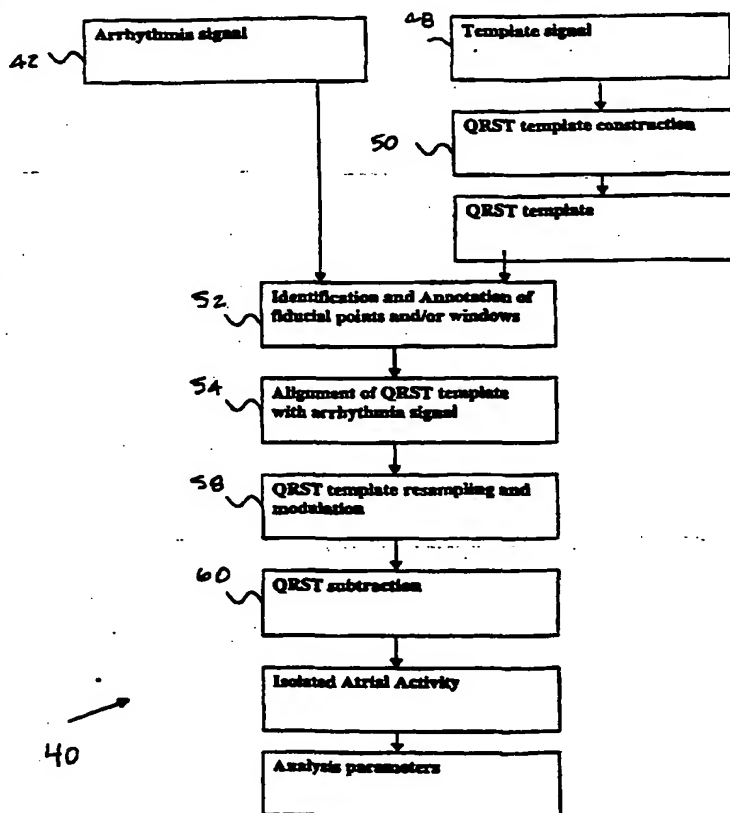 42
Arrhythmia signal
48
Template signal
50
QRST template construction
QRST template
52
Identification and Annotation of
fiducial points and/or windows
54
Alignment of QRST template
with arrhythmia signal
58
QRST template resampling and
modulation
60
QRST subtraction
Isolated Atrial Activity
40
Analysis parameters